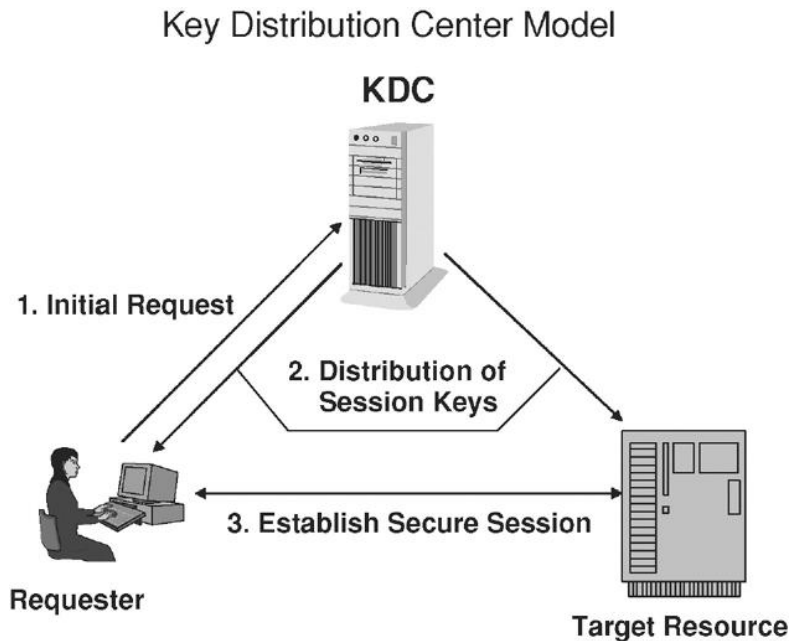 Key Distribution Center Model
KDC
1. Initial Request
2. Distribution of
Session Keys
3. Establish Secure Session
Requester
Target Resource